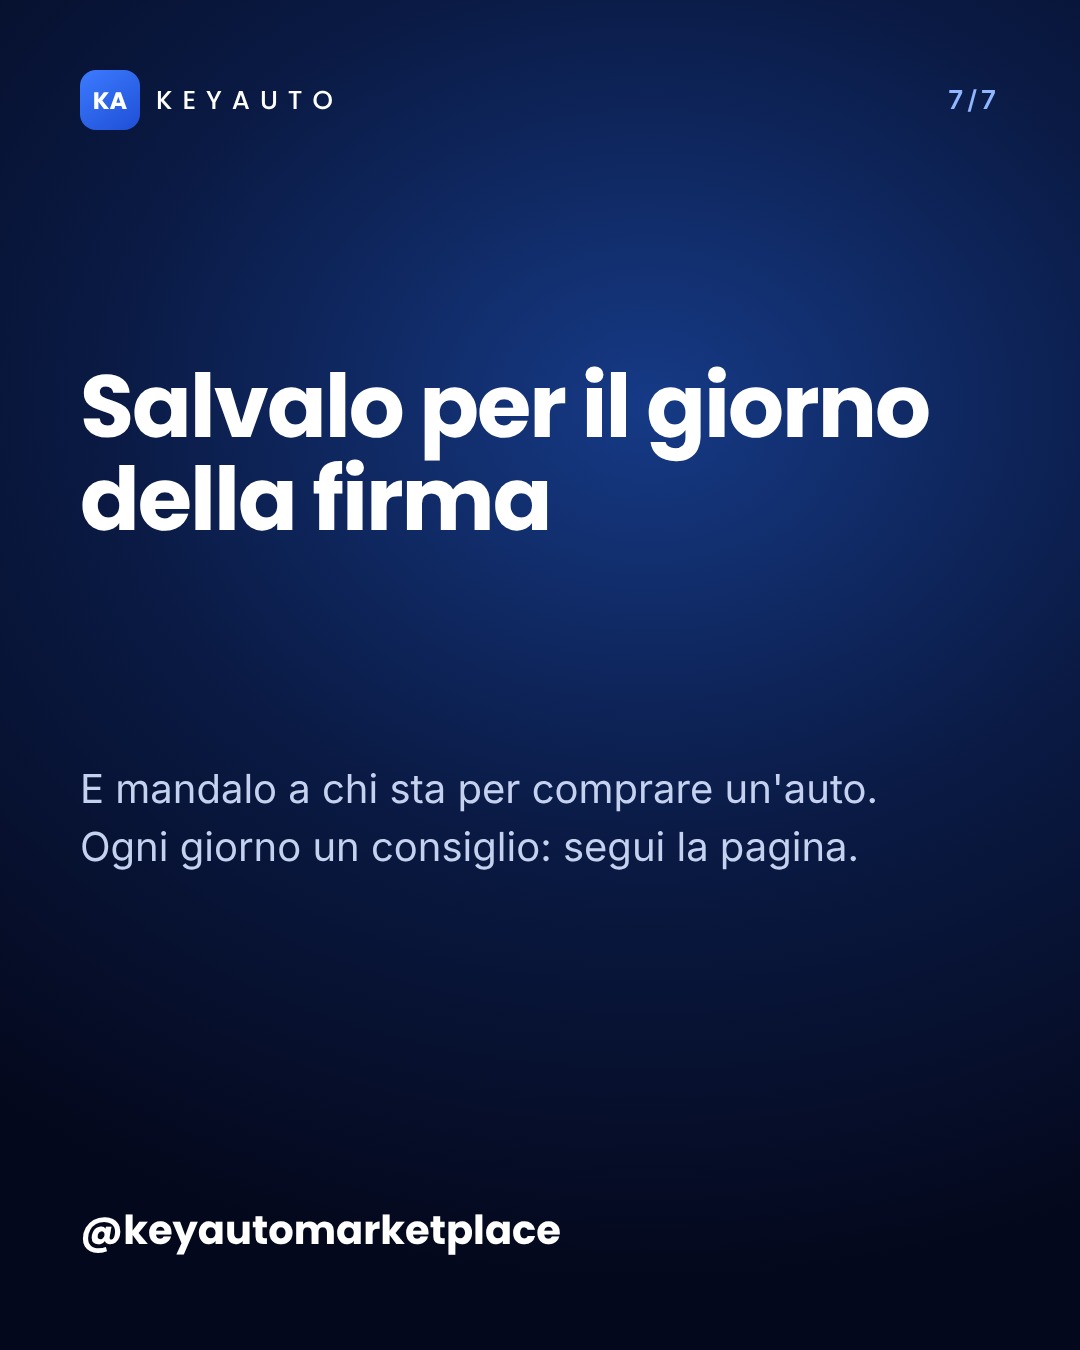 KA KEYAUTO 7/7
Salvalo per il giorno
della firma
E mandalo a chi sta per comprare un'auto.
Ogni giorno un consiglio: segui la pagina.
@keyautomarketplace